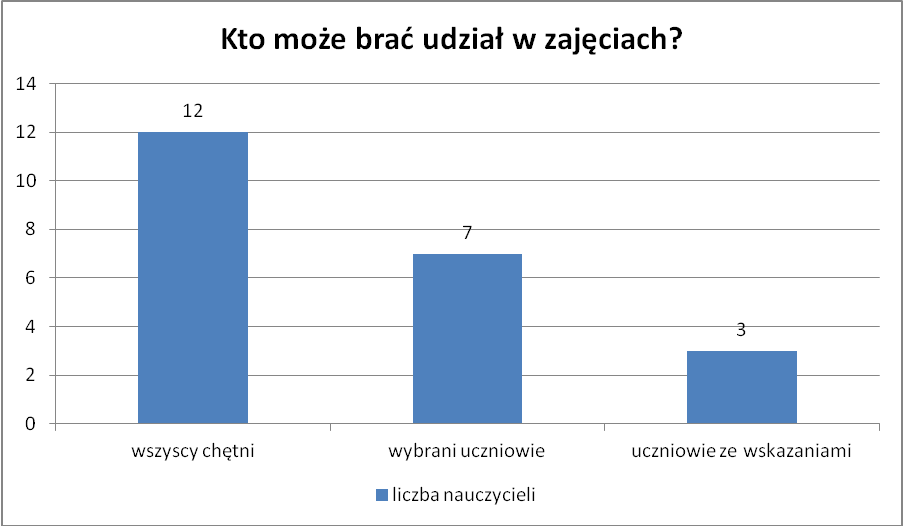 Kto może brać udział w zajęciach?
14
12
10
8
6
4
2
0
12
7
3
wszyscy chętni
wybrani uczniowie
uczniowie ze wskazaniami
liczba nauczycieli